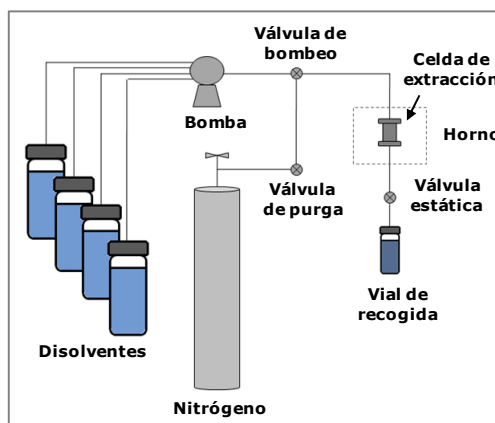 Válvula de
bombeo
Celda de
extracción
Bomba
Horno
Válvula
de purga
Válvula
estática
Vial de
recogida
Disolventes
Nitrógeno